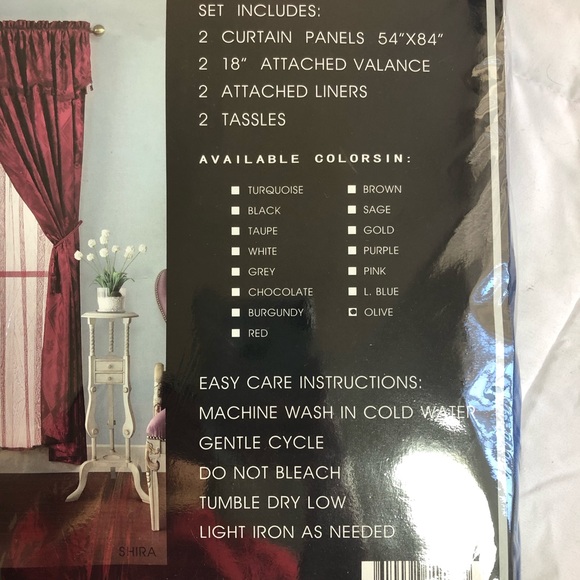 SET INCLUDES:
2 CURTAIN PANELS 54"X84"
2 18" ATTACHED VALANCE
2 ATTACHED LINERS
2 TASSLES
AVAILABLE COLORSIN:
TURQUOISE
BLACK
TAUPE
WHITE
GREY
CHOCOLATE
BURGUNDY
RED
BROWN
SAGE
GOLD
PURPLE
PINK
L. BLUE
OLIVE
EASY CARE INSTRUCTIONS:
MACHINE WASH IN COLD WATER
GENTLE CYCLE
DO NOT BLEACH
TUMBLE DRY LOW
LIGHT IRON AS NEEDED
SHIRA